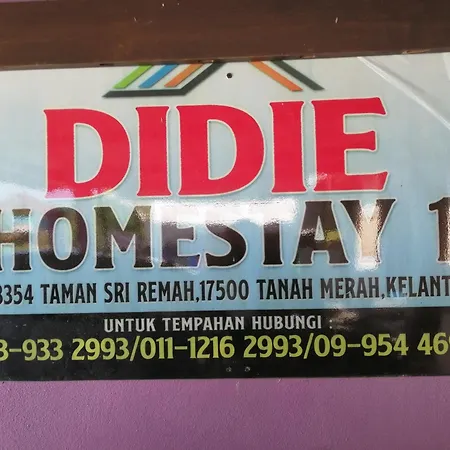 DIDIE
HOMESTAY 1
3354 TAMAN SRI REMAH,17500 TANAH MERAH,KELANT
UNTUK TEMPAHAN HUBUNGI :
3-933 2993/011-1216 2993/09-954 469